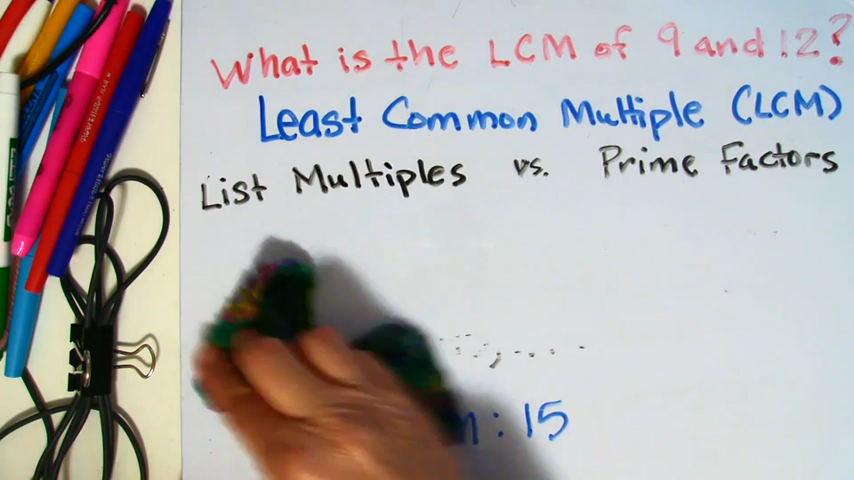 What is the LCM of 9 and 12?
Least Common Multiple (LCM)
List Multiples vs. Prime Factors
: 15